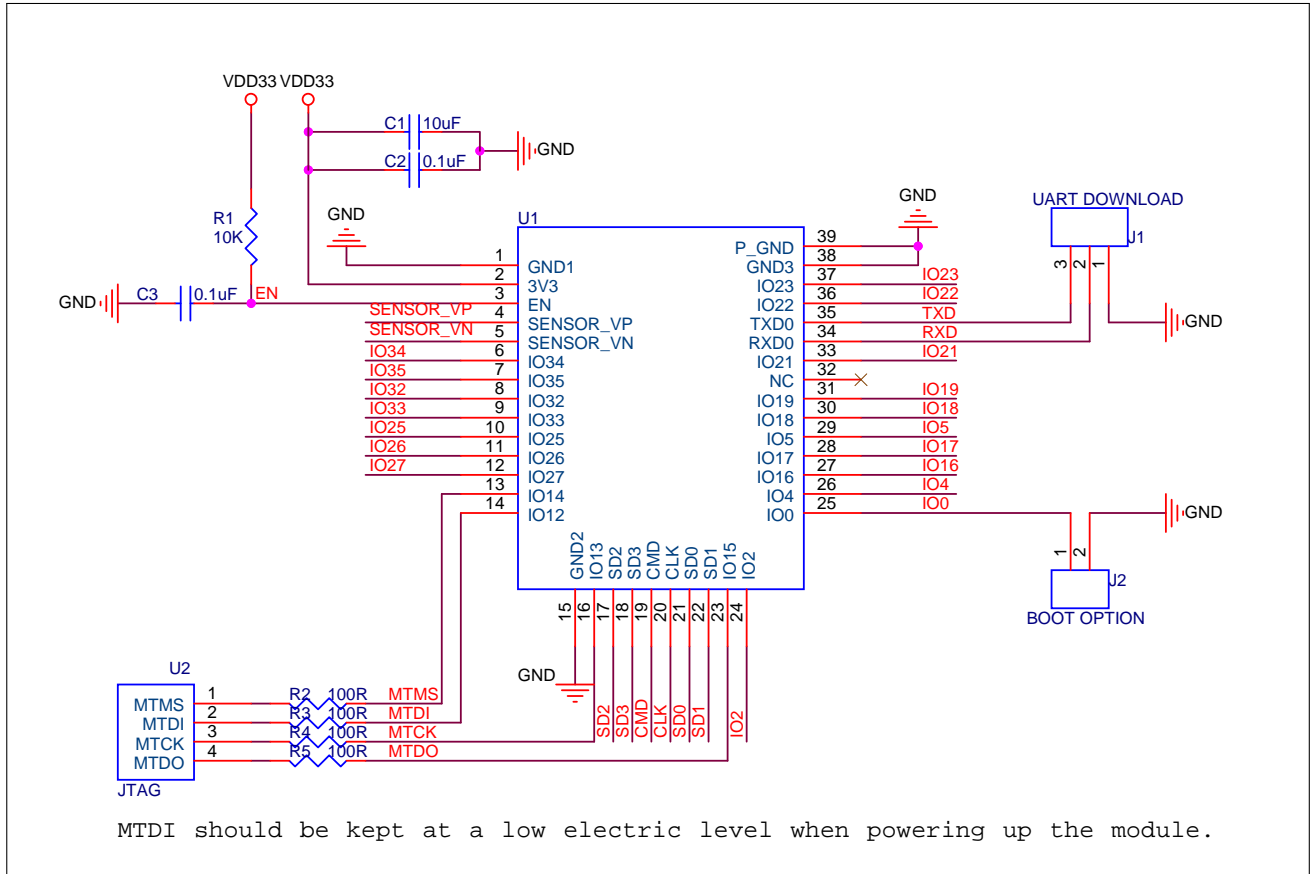 VDD33 VDD33
C1 10uF
C2 0.1uF
GND
R1
10K
GND
C3 0.1uF EN
GND
U1
GND
UART DOWNLOAD
J1
3 2 1
GND
1 GND1
2 3V3
3 EN
SENSOR_VP 4 SENSOR_VP
SENSOR_VN 5 SENSOR_VN
IO34 6 IO34
IO35 7 IO35
IO32 8 IO32
IO33 9 IO33
IO25 10 IO25
IO26 11 IO26
IO27 12 IO27
13 IO14
14 IO12
P_GND 39
GND3 38
IO23 37 IO23
IO22 36 IO22
TXD0 35 TXD
RXD0 34 RXD
IO21 33 IO21
NC 32
IO19 31 IO19
IO18 30 IO18
IO5 29 IO5
IO17 28 IO17
IO16 27 IO16
IO4 26 IO4
IO0 25 IO0
GND
1 2
J2
BOOT OPTION
GND2 IO13 SD2 SD3 CMD CLK SD0 SD1 IO15 IO2
15 16 17 18 19 20 21 22 23 24
GND
SD2 SD3 CMD CLK SD0 SD1 IO2
U2
MTMS 1 R2 100R MTMS
MTDI 2 R3 100R MTDI
MTCK 3 R4 100R MTCK
MTDO 4 R5 100R MTDO
JTAG
MTDI should be kept at a low electric level when powering up the module.